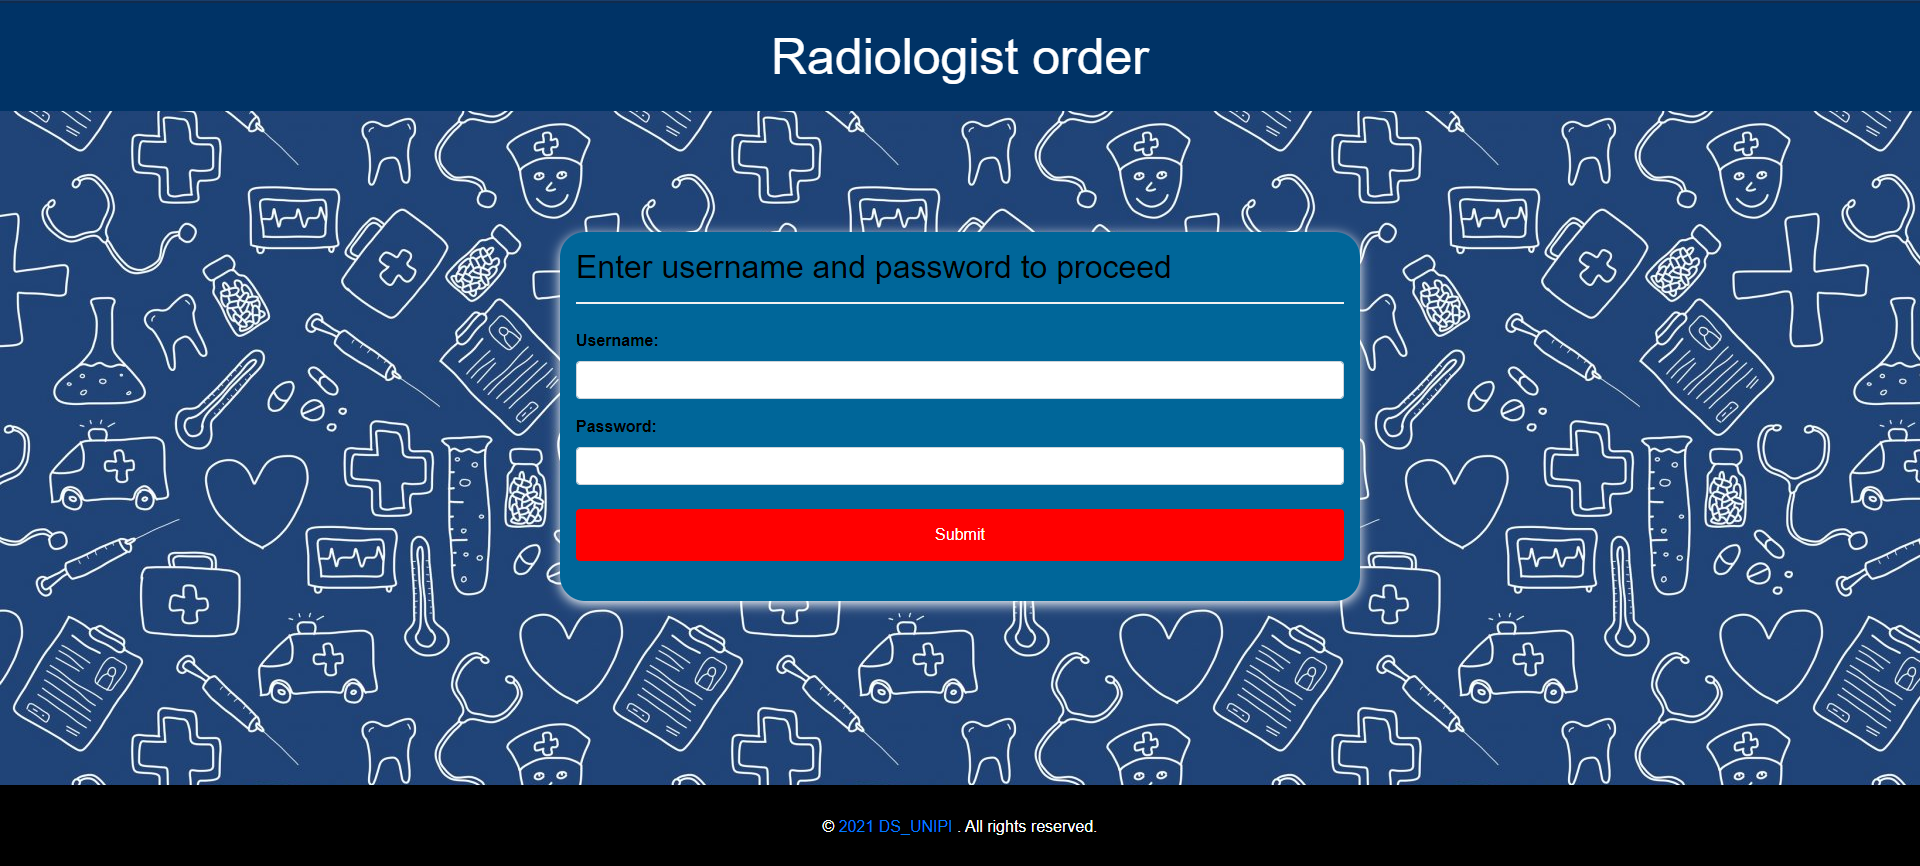 Radiologist order
Enter username and password to proceed
Username:
Password:
Submit
© 2021 DS_UNIPI . All rights reserved.